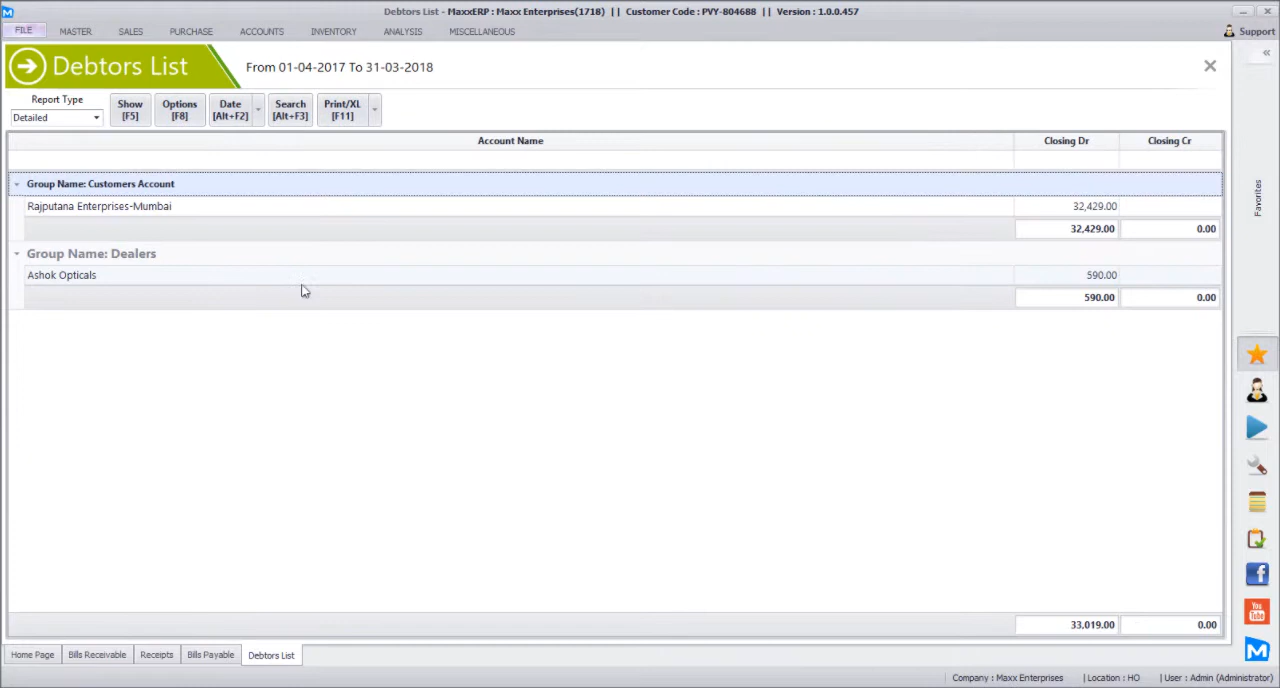 Debtors List - MaxxERP : Maxx Enterprises(1718) || Customer Code : PVY-804688 || Version : 1.0.0.457
FILE MASTER SALES PURCHASE ACCOUNTS INVENTORY ANALYSIS MISCELLANEOUS Support
Debtors List From 01-04-2017 To 31-03-2018
Report Type
Detailed
Show [F5]
Options [F8]
Date [Alt+F2]
Search [Alt+F3]
Print/XL [F11]
Account Name Closing Dr Closing Cr
Group Name: Customers Account
Rajputana Enterprises-Mumbai 32,429.00
32,429.00 0.00
Group Name: Dealers
Ashok Opticals 590.00
590.00 0.00
33,019.00 0.00
Favorites
You
Tube
Home Page Bills Receivable Receipts Bills Payable Debtors List
Company : Maxx Enterprises | Location : HO | User : Admin (Administrator)